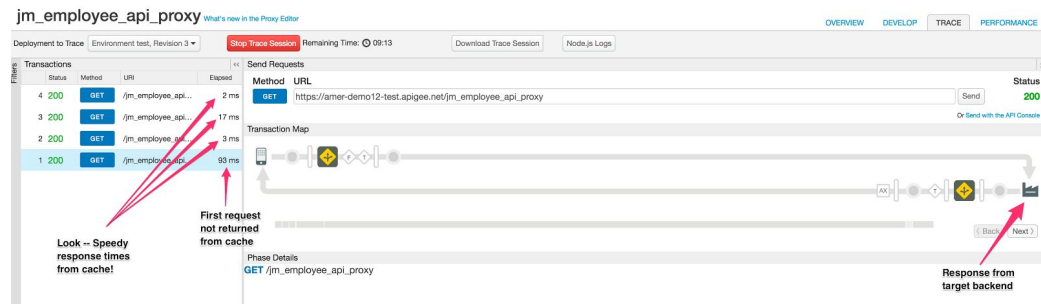 jm_employee_api_proxy What's new in the Proxy Editor
OVERVIEW DEVELOP TRACE PERFORMANCE
Deployment to Trace Environment test, Revision 3 Stop Trace Session Remaining Time: 09:13 Download Trace Session Node.js Logs
Filters
Transactions <<
Status Method URI Elapsed
4 200 GET /jm_employee_api... 2 ms
3 200 GET /jm_employee_api... 17 ms
2 200 GET /jm_employee_api... 3 ms
1 200 GET /jm_employee_api... 93 ms
Look -- Speedy
response times
from cache!
First request
not returned
from cache
Send Requests
Method URL Status
GET https://amer-demo12-test.apigee.net/jm_employee_api_proxy Send 200
Or Send with the API Console
Transaction Map
F T
AX T
Back Next
Phase Details
GET /jm_employee_api_proxy
Response from
target backend